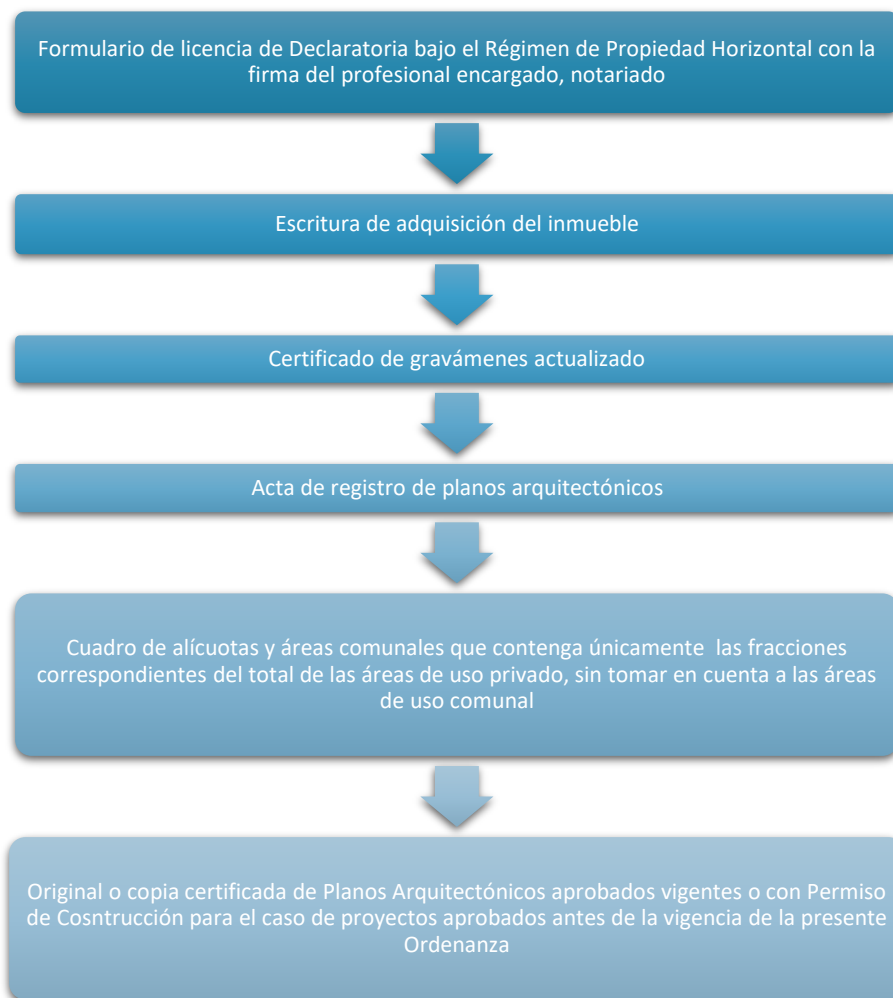 Formulario de licencia de Declaratoria bajo el Régimen de Propiedad Horizontal con la
firma del profesional encargado, notariado
Escritura de adquisición del inmueble
Certificado de gravámenes actualizado
Acta de registro de planos arquitectónicos
Cuadro de alícuotas y áreas comunales que contenga únicamente  las fracciones
correspondientes del total de las áreas de uso privado, sin tomar en cuenta a las áreas
de uso comunal
Original o copia certificada de Planos Arquitectónicos aprobados vigentes o con Permiso
de Cosntrucción para el caso de proyectos aprobados antes de la vigencia de la presente
Ordenanza